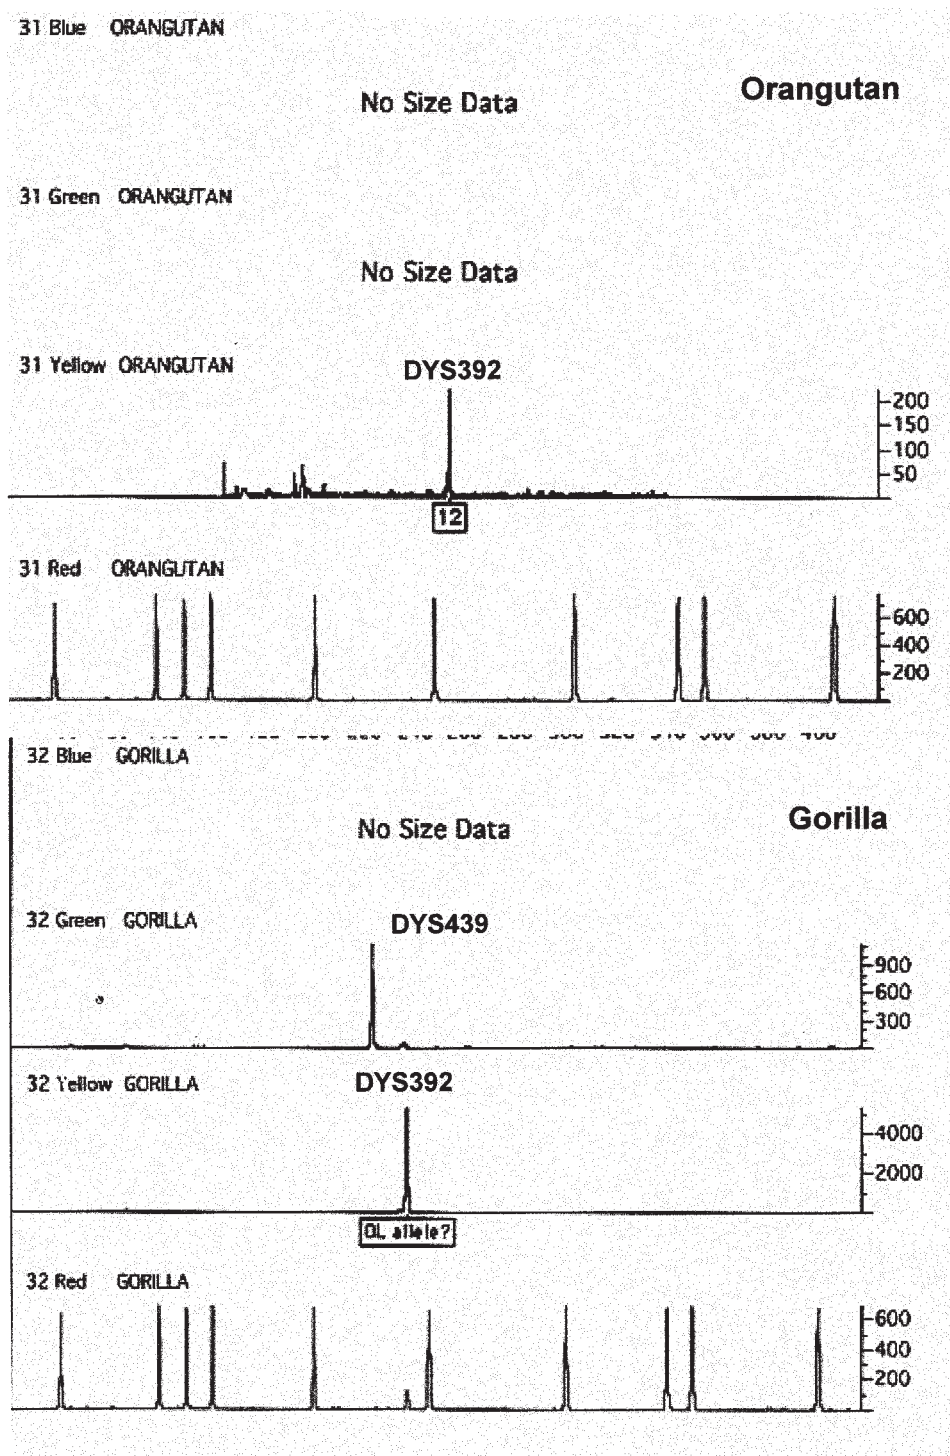 31 Blue ORANGUTAN
Orangutan
No Size Data
31 Green ORANGUTAN
No Size Data
31 Yellow ORANGUTAN
DYS392
200
150
100
50
12
31 Red ORANGUTAN
600
400
200
32 Blue GORILLA
Gorilla
No Size Data
32 Green GORILLA
DYS439
900
600
300
32 Yellow GORILLA
DYS392
4000
2000
OL allele?
32 Red GORILLA
600
400
200